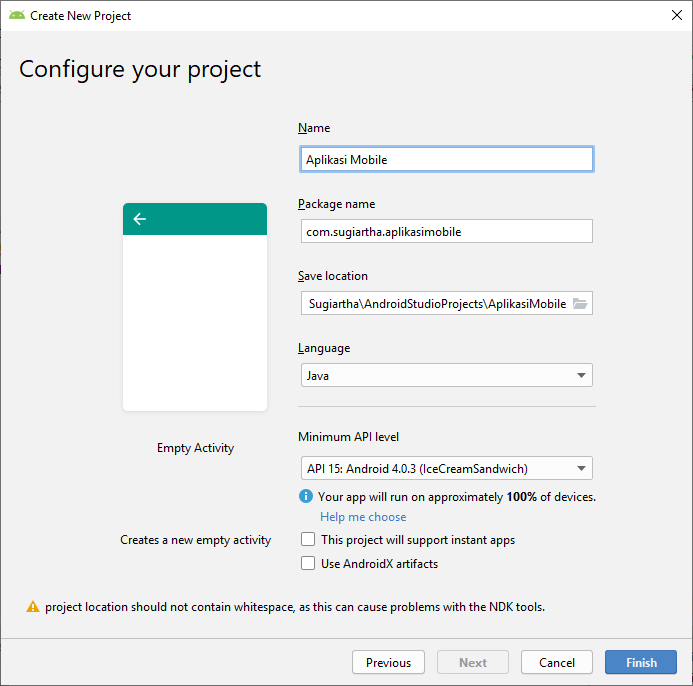 Create New Project
Configure your project
Name
Aplikasi Mobile
Package name
com.sugiartha.aplikasimobile
Save location
Sugiartha\AndroidStudioProjects\AplikasiMobile
Language
Java
Empty Activity
Minimum API level
API 15: Android 4.0.3 (IceCreamSandwich)
Your app will run on approximately 100% of devices.
Help me choose
Creates a new empty activity
This project will support instant apps
Use AndroidX artifacts
project location should not contain whitespace, as this can cause problems with the NDK tools.
Previous
Next
Cancel
Finish